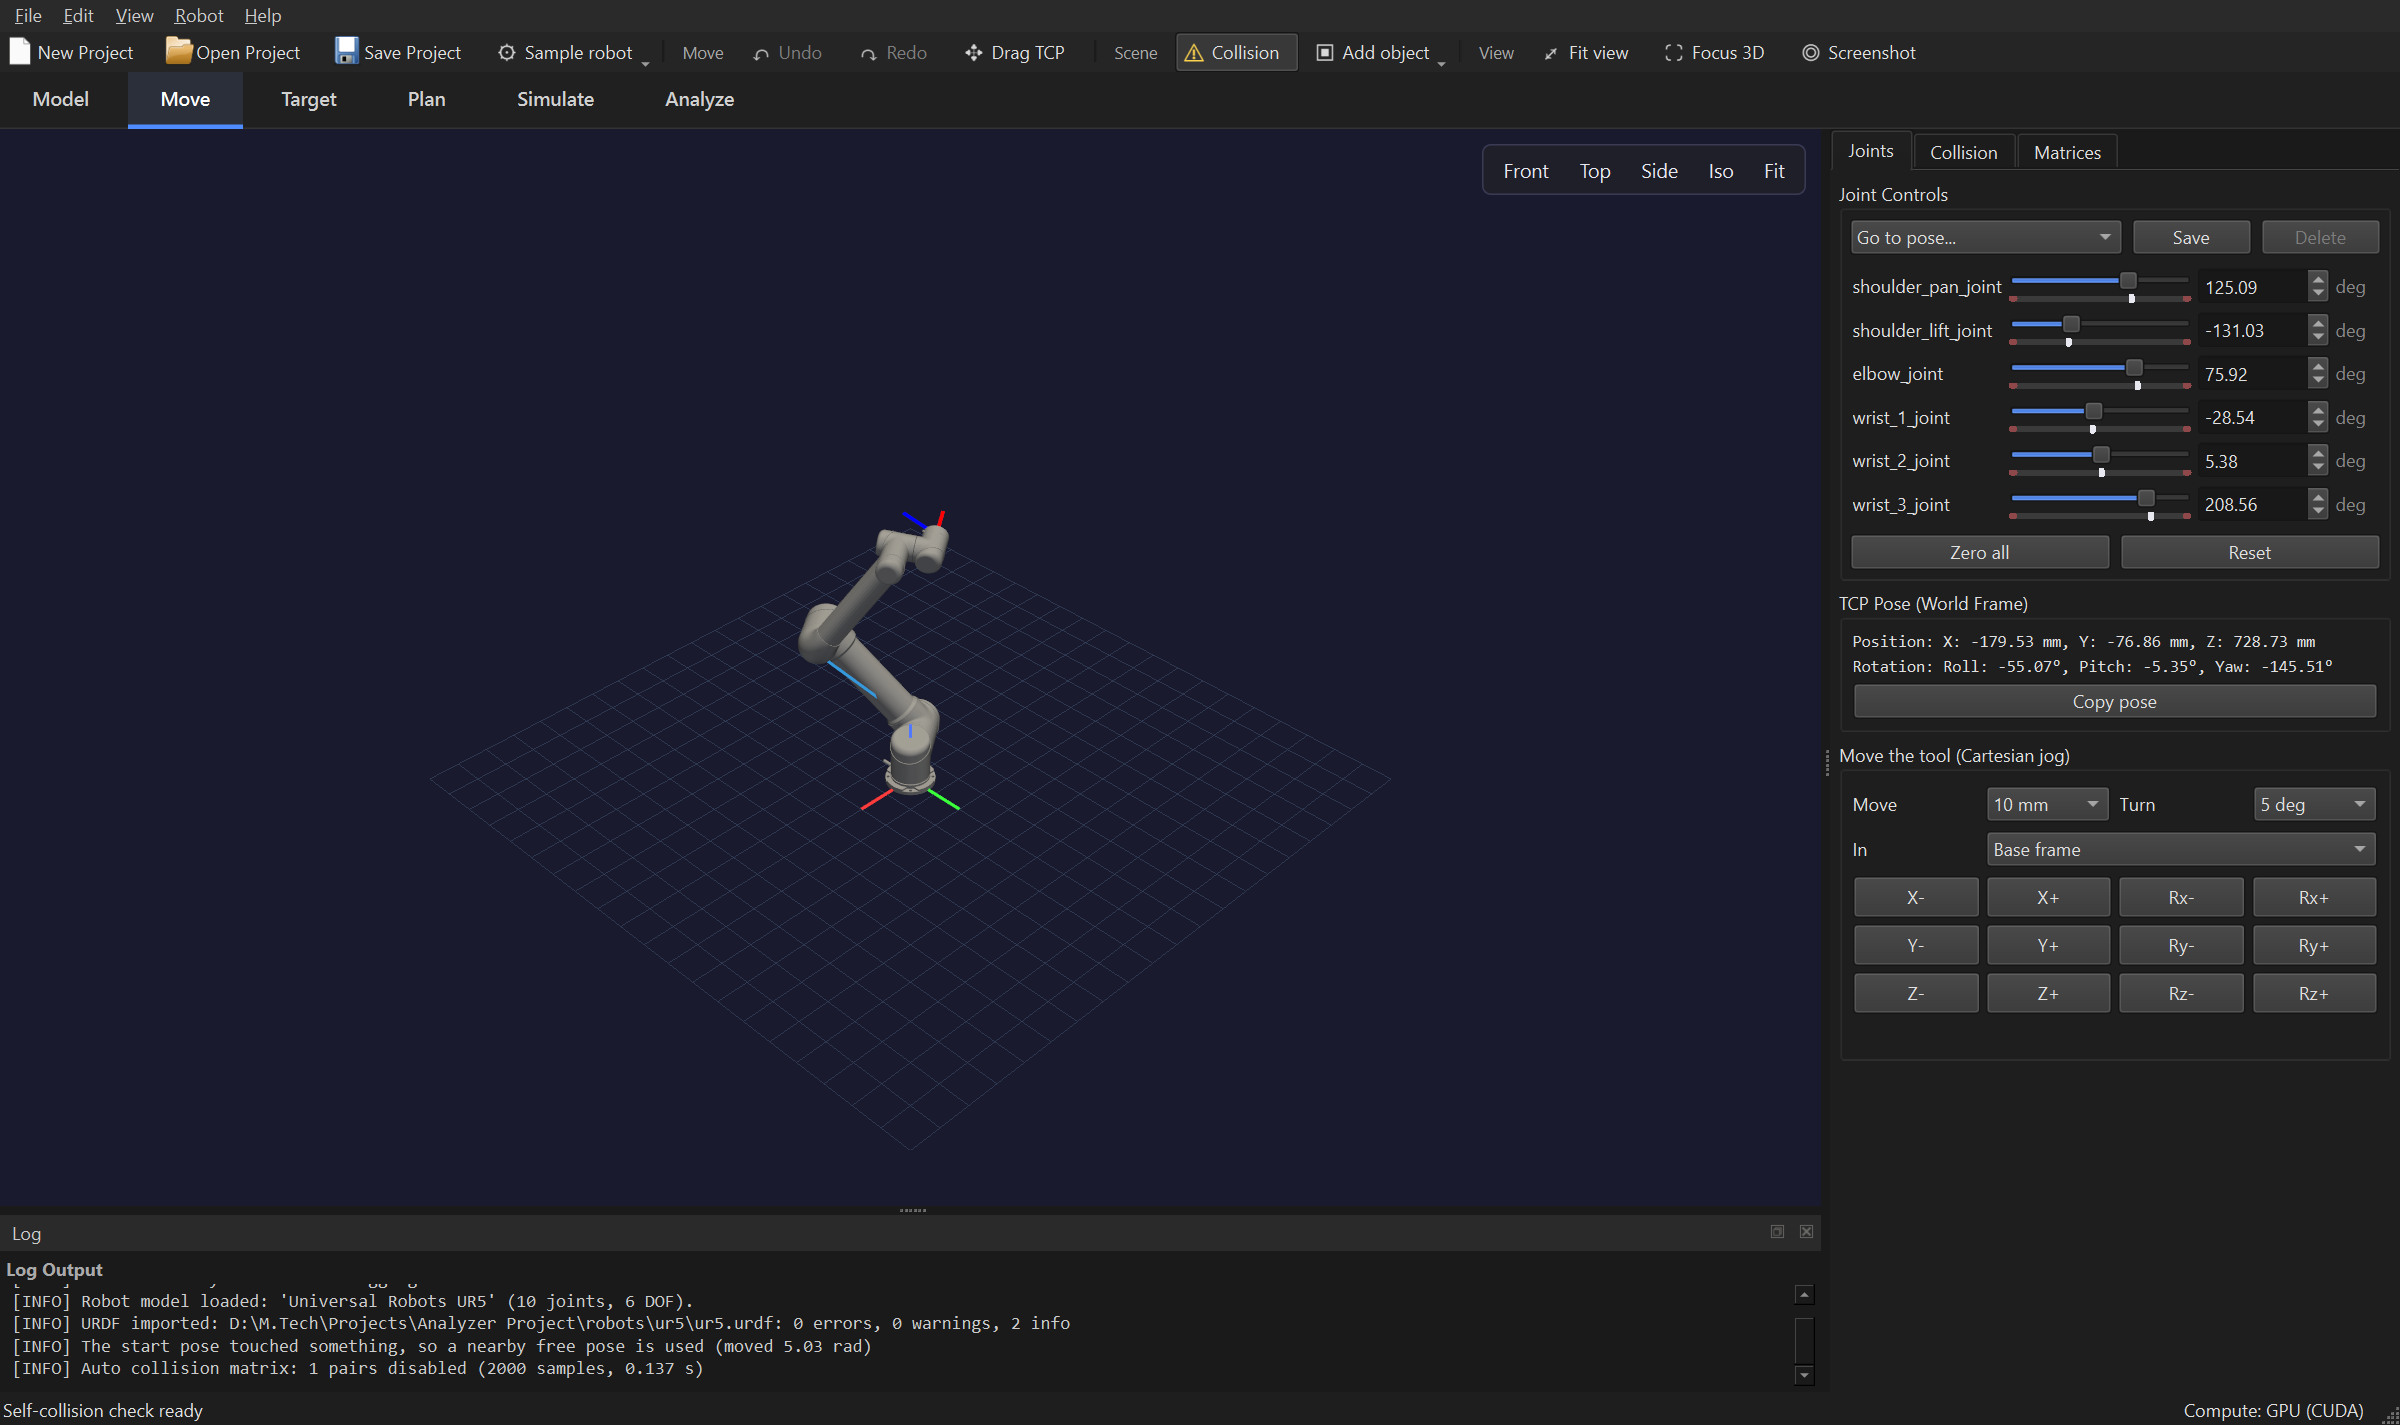 File Edit View Robot Help
New Project Open Project Save Project Sample robot Move Undo Redo Drag TCP Scene Collision Add object View Fit view Focus 3D Screenshot
Model Move Target Plan Simulate Analyze
Front Top Side Iso Fit
Joints Collision Matrices
Joint Controls
Go to pose... Save Delete
shoulder_pan_joint 125.09 deg
shoulder_lift_joint -131.03 deg
elbow_joint 75.92 deg
wrist_1_joint -28.54 deg
wrist_2_joint 5.38 deg
wrist_3_joint 208.56 deg
Zero all Reset
TCP Pose (World Frame)
Position: X: -179.53 mm, Y: -76.86 mm, Z: 728.73 mm
Rotation: Roll: -55.07°, Pitch: -5.35°, Yaw: -145.51°
Copy pose
Move the tool (Cartesian jog)
Move 10 mm Turn 5 deg
In Base frame
X- X+ Rx- Rx+
Y- Y+ Ry- Ry+
Z- Z+ Rz- Rz+
Log
Log Output
[INFO] Robot model loaded: 'Universal Robots UR5' (10 joints, 6 DOF).
[INFO] URDF imported: D:\M.Tech\Projects\Analyzer Project\robots\ur5\ur5.urdf: 0 errors, 0 warnings, 2 info
[INFO] The start pose touched something, so a nearby free pose is used (moved 5.03 rad)
[INFO] Auto collision matrix: 1 pairs disabled (2000 samples, 0.137 s)
Self-collision check ready Compute: GPU (CUDA)